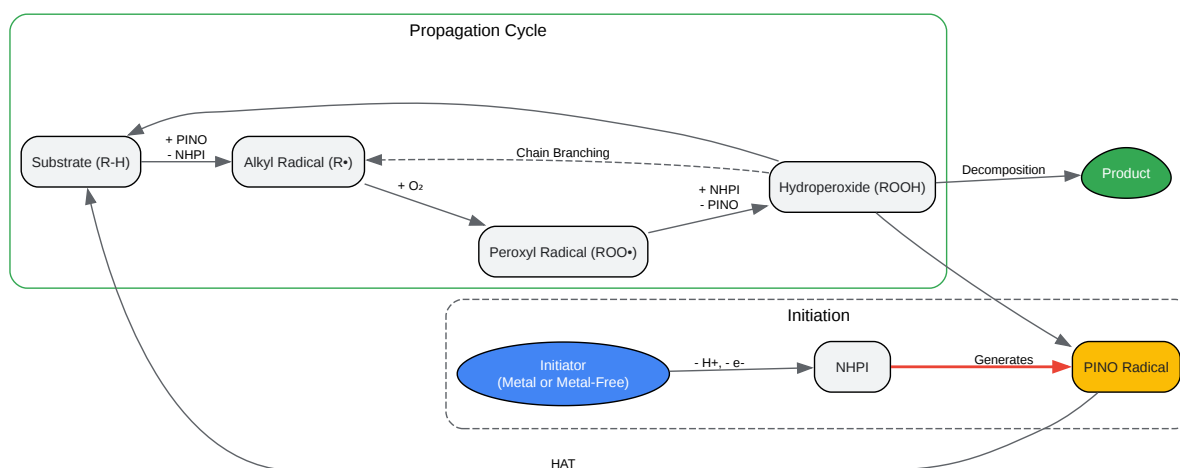 Propagation Cycle
Substrate (R-H)
+ PINO
- NHPI
Alkyl Radical (R•)
Chain Branching
+ O₂
Peroxyl Radical (ROO•)
+ NHPI
- PINO
Hydroperoxide (ROOH)
Decomposition
Product
Initiation
Initiator
(Metal or Metal-Free)
- H+, - e-
NHPI
Generates
PINO Radical
HAT